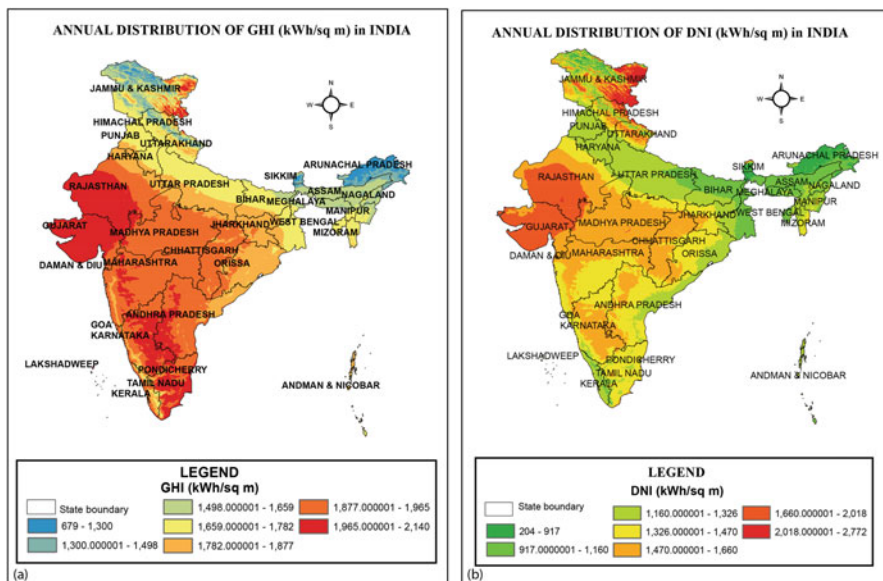 ANNUAL DISTRIBUTION OF GHI (kWh/sq m) in INDIA
N
W
E
S
JAMMU & KASHMIR
HIMACHAL PRADESH
PUNJAB
UTTARAKHAND
HARYANA
ARUNACHAL PRADESH
SIKKIM
RAJASTHAN
UTTAR PRADESH
ASSAM
NAGALAND
BIHAR
MEGHALAYA
MANIPUR
GUJARAT
MADHYA PRADESH
JHARKHAND
WEST BENGAL
MIZORAM
CHHATTISGARH
DAMAN & DIU
MAHARASHTRA
ORISSA
ANDHRA PRADESH
GOA
KARNATAKA
LAKSHADWEEP
PONDICHERRY
TAMIL NADU
KERALA
ANDMAN & NICOBAR
LEGEND
GHI (kWh/sq m)
State boundary
679 - 1,300
1,300.000001 - 1,498
1,498.000001 - 1,659
1,659.000001 - 1,782
1,782.000001 - 1,877
1,877.000001 - 1,965
1,965.000001 - 2,140
(a)
ANNUAL DISTRIBUTION OF DNI (kWh/sq m) in INDIA
N
W
E
S
JAMMU & KASHMIR
HIMACHAL PRADESH
PUNJAB
UTTARAKHAND
HARYANA
ARUNACHAL PRADESH
SIKKIM
RAJASTHAN
UTTAR PRADESH
ASSAM
NAGALAND
BIHAR
MEGHALAYA
MANIPUR
GUJARAT
MADHYA PRADESH
JHARKHAND
WEST BENGAL
MIZORAM
CHHATTISGARH
DAMAN & DIU
MAHARASHTRA
ORISSA
ANDHRA PRADESH
GOA
KARNATAKA
LAKSHADWEEP
PONDICHERRY
TAMIL NADU
KERALA
ANDMAN & NICOBAR
LEGEND
DNI (kWh/sq m)
State boundary
204 - 917
917.0000001 - 1,160
1,160.000001 - 1,326
1,326.000001 - 1,470
1,470.000001 - 1,660
1,660.000001 - 2,018
2,018.000001 - 2,772
(b)